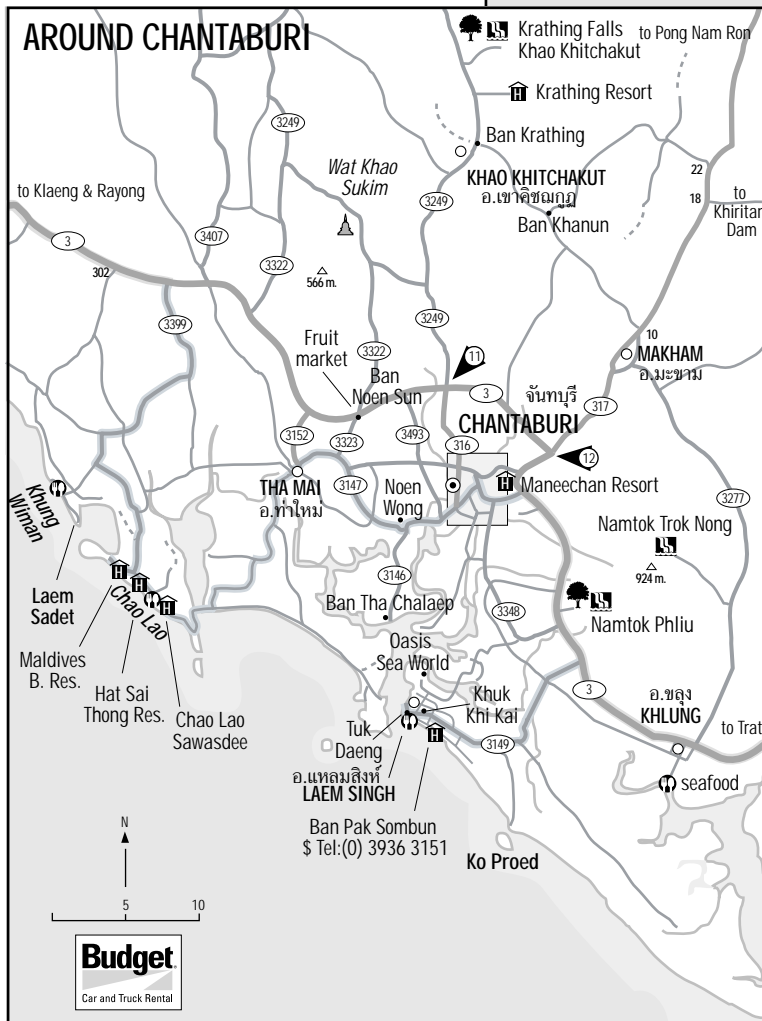 AROUND CHANTABURI
Krathing Falls
Khao Khitchakut
to Pong Nam Ron
Krathing Resort
3249
Ban Krathing
Wat Khao
Sukim
KHAO KHITCHAKUT
อ.เขาคิชฌกูฏ
22
18
to
Khiritan
Dam
to Klaeng & Rayong
3249
Ban Khanun
3
3407
302
3322
566 m.
3399
3249
Fruit
market
3322
11
10
MAKHAM
อ.มะขาม
Ban
Noen Sun
3
จันทบุรี
CHANTABURI
317
3152
3323
3493
316
12
THA MAI
อ.ท่าใหม่
3147
Noen
Wong
Maneechan Resort
3277
Khung
Wiman
Namtok Trok Nong
924 m.
Laem
Sadet
3146
Ban Tha Chalaep
3348
Chao Lao
Namtok Phliu
Maldives
B. Res.
Oasis
Sea World
Hat Sai
Thong Res.
Chao Lao
Sawasdee
Khuk
Khi Kai
3
อ.ขลุง
KHLUNG
to Trat
Tuk
Daeng
3149
อ.แหลมสิงห์
LAEM SINGH
seafood
Ban Pak Sombun
$ Tel:(0) 3936 3151
Ko Proed
N
5
10
Budget
Car and Truck Rental